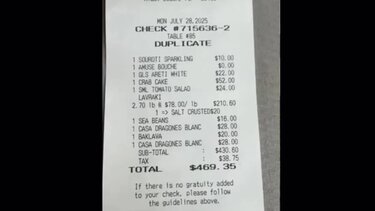 MON JULY 28, 2025
CHECK #715636-2
TABLE #85
DUPLICATE
1 SOUROTI SPARKLING $10.00
1 AMUSE BOUCHE $0.00
1 GLS ARETI WHITE $22.00
1 CRAB CAKE $52.00
1 SML TOMATO SALAD $24.00
LAVRAKI
2.70 lb @ $78.00/ lb $210.60
1 => SALT CRUSTED$20
1 SEA BEANS $16.00
1 CASA DRAGONES BLANC $28.00
1 BAKLAVA $20.00
1 CASA DRAGONES BLANC $28.00
SUB-TOTAL : $430.60
TAX : $38.75
TOTAL $469.35
If there is no gratuity added
to your check, please follow
the guidelines above.